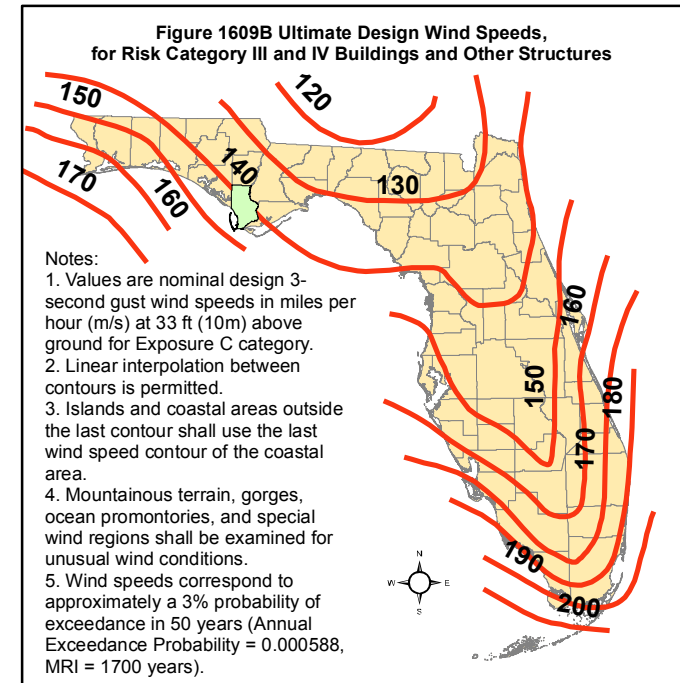 Figure 1609B Ultimate Design Wind Speeds,
for Risk Category III and IV Buildings and Other Structures
120
150
140
130
170
160
Notes:
1. Values are nominal design 3-
second gust wind speeds in miles per
hour (m/s) at 33 ft (10m) above
ground for Exposure C category.
2. Linear interpolation between
contours is permitted.
3. Islands and coastal areas outside
the last contour shall use the last
wind speed contour of the coastal
area.
4. Mountainous terrain, gorges,
ocean promontories, and special
wind regions shall be examined for
unusual wind conditions.
5. Wind speeds correspond to
approximately a 3% probability of
exceedance in 50 years (Annual
Exceedance Probability = 0.000588,
MRI = 1700 years).
160
150
180
170
190
200
N
W E
S